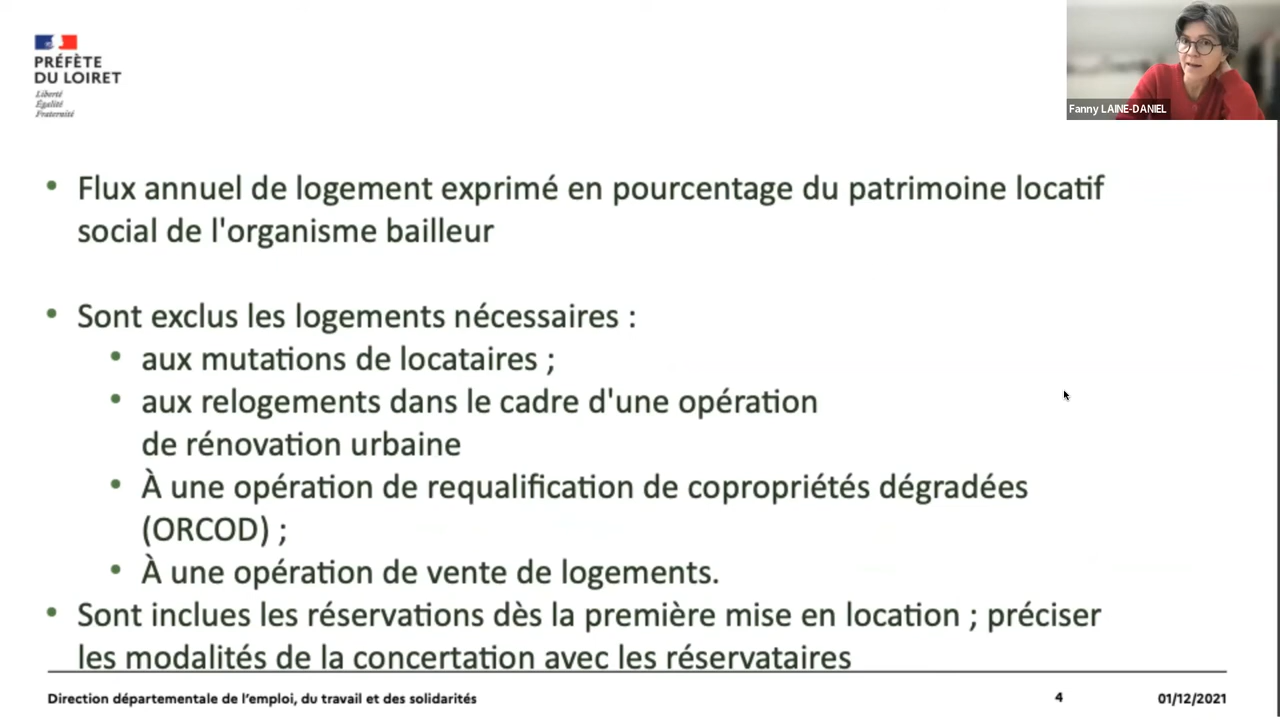 PRÉFÈTE
DU LOIRET
Liberté
Égalité
Fraternité
Fanny LAINE-DANIEL
• Flux annuel de logement exprimé en pourcentage du patrimoine locatif
social de l'organisme bailleur
• Sont exclus les logements nécessaires :
• aux mutations de locataires ;
• aux relogements dans le cadre d'une opération
de rénovation urbaine
• À une opération de requalification de copropriétés dégradées
(ORCOD) ;
• À une opération de vente de logements.
• Sont inclues les réservations dès la première mise en location ; préciser
les modalités de la concertation avec les réservataires
Direction départementale de l'emploi, du travail et des solidarités
4
01/12/2021